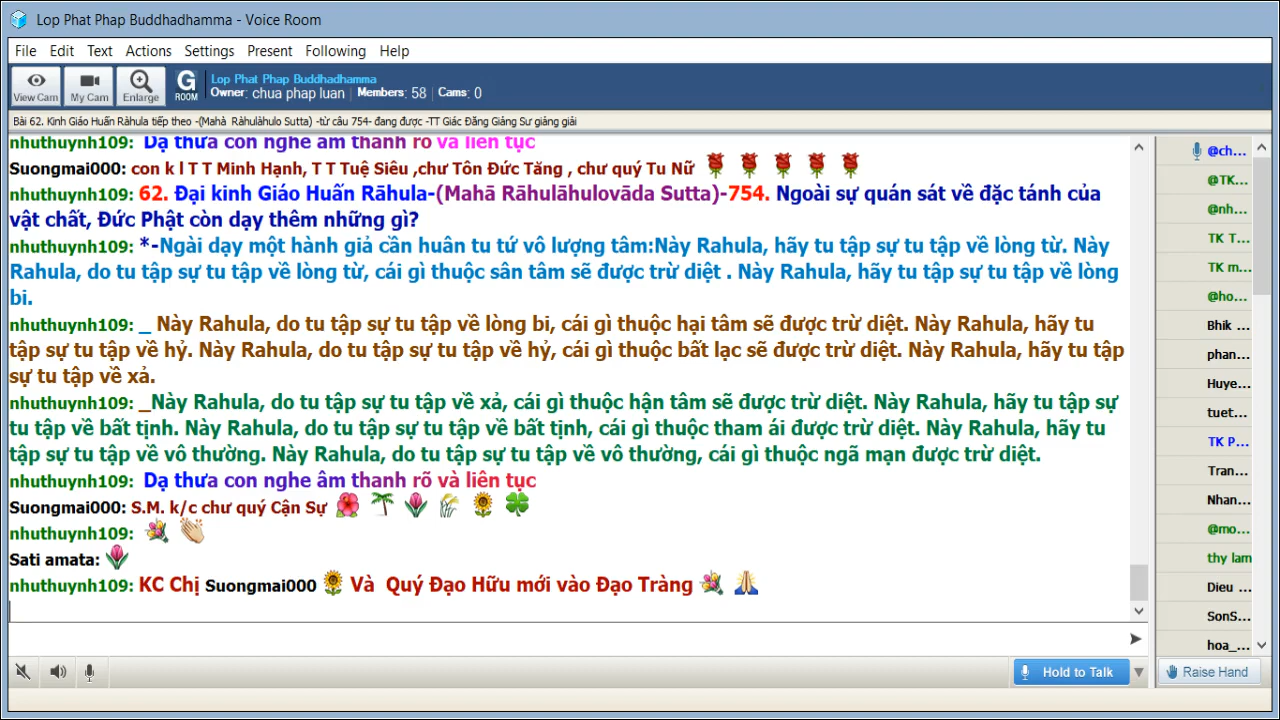 Lop Phat Phap Buddhadhamma - Voice Room
File Edit Text Actions Settings Present Following Help
View Cam My Cam Enlarge G ROOM Lop Phat Phap Buddhadhamma
Owner: chua phap luan Members: 58 Cams: 0
Bài 62. Kinh Giáo Huấn Ràhula tiếp theo -(Mahà Ràhulàhulo Sutta) -từ câu 754- đang được -TT Giác Đăng Giảng Sư giảng giải
nhuthuynh109: Dạ thưa con nghe âm thanh rõ và liên tục
Suongmai000: con k l T T Minh Hạnh, T T Tuệ Siêu ,chư Tôn Đức Tăng , chư quý Tu Nữ
nhuthuynh109: 62. Đại kinh Giáo Huấn Rāhula-(Mahā Rāhulāhulovāda Sutta)-754. Ngoài sự quán sát về đặc tánh của
vật chất, Đức Phật còn dạy thêm những gì?
nhuthuynh109: *-Ngài dạy một hành giả cần huân tu tứ vô lượng tâm:Này Rahula, hãy tu tập sự tu tập về lòng từ. Này
Rahula, do tu tập sự tu tập về lòng từ, cái gì thuộc sân tâm sẽ được trừ diệt . Này Rahula, hãy tu tập sự tu tập về lòng
bi.
nhuthuynh109: _ Này Rahula, do tu tập sự tu tập về lòng bi, cái gì thuộc hại tâm sẽ được trừ diệt. Này Rahula, hãy tu
tập sự tu tập về hỷ. Này Rahula, do tu tập sự tu tập về hỷ, cái gì thuộc bất lạc sẽ được trừ diệt. Này Rahula, hãy tu tập
sự tu tập về xả.
nhuthuynh109: _Này Rahula, do tu tập sự tu tập về xả, cái gì thuộc hận tâm sẽ được trừ diệt. Này Rahula, hãy tu tập sự
tu tập về bất tịnh. Này Rahula, do tu tập sự tu tập về bất tịnh, cái gì thuộc tham ái được trừ diệt. Này Rahula, hãy tu
tập sự tu tập về vô thường. Này Rahula, do tu tập sự tu tập về vô thường, cái gì thuộc ngã mạn được trừ diệt.
nhuthuynh109: Dạ thưa con nghe âm thanh rõ và liên tục
Suongmai000: S.M. k/c chư quý Cận Sự
nhuthuynh109:
Sati amata:
nhuthuynh109: KC Chị Suongmai000 Và Quý Đạo Hữu mới vào Đạo Tràng
@ch...
@TK...
@nh...
TK T...
TK m...
@ho...
Bhik ...
phan...
Huye...
tuet...
TK P...
Tran...
Nhan...
@mo...
thy lam
Dieu ...
SonS...
hoa_...
Hold to Talk
Raise Hand